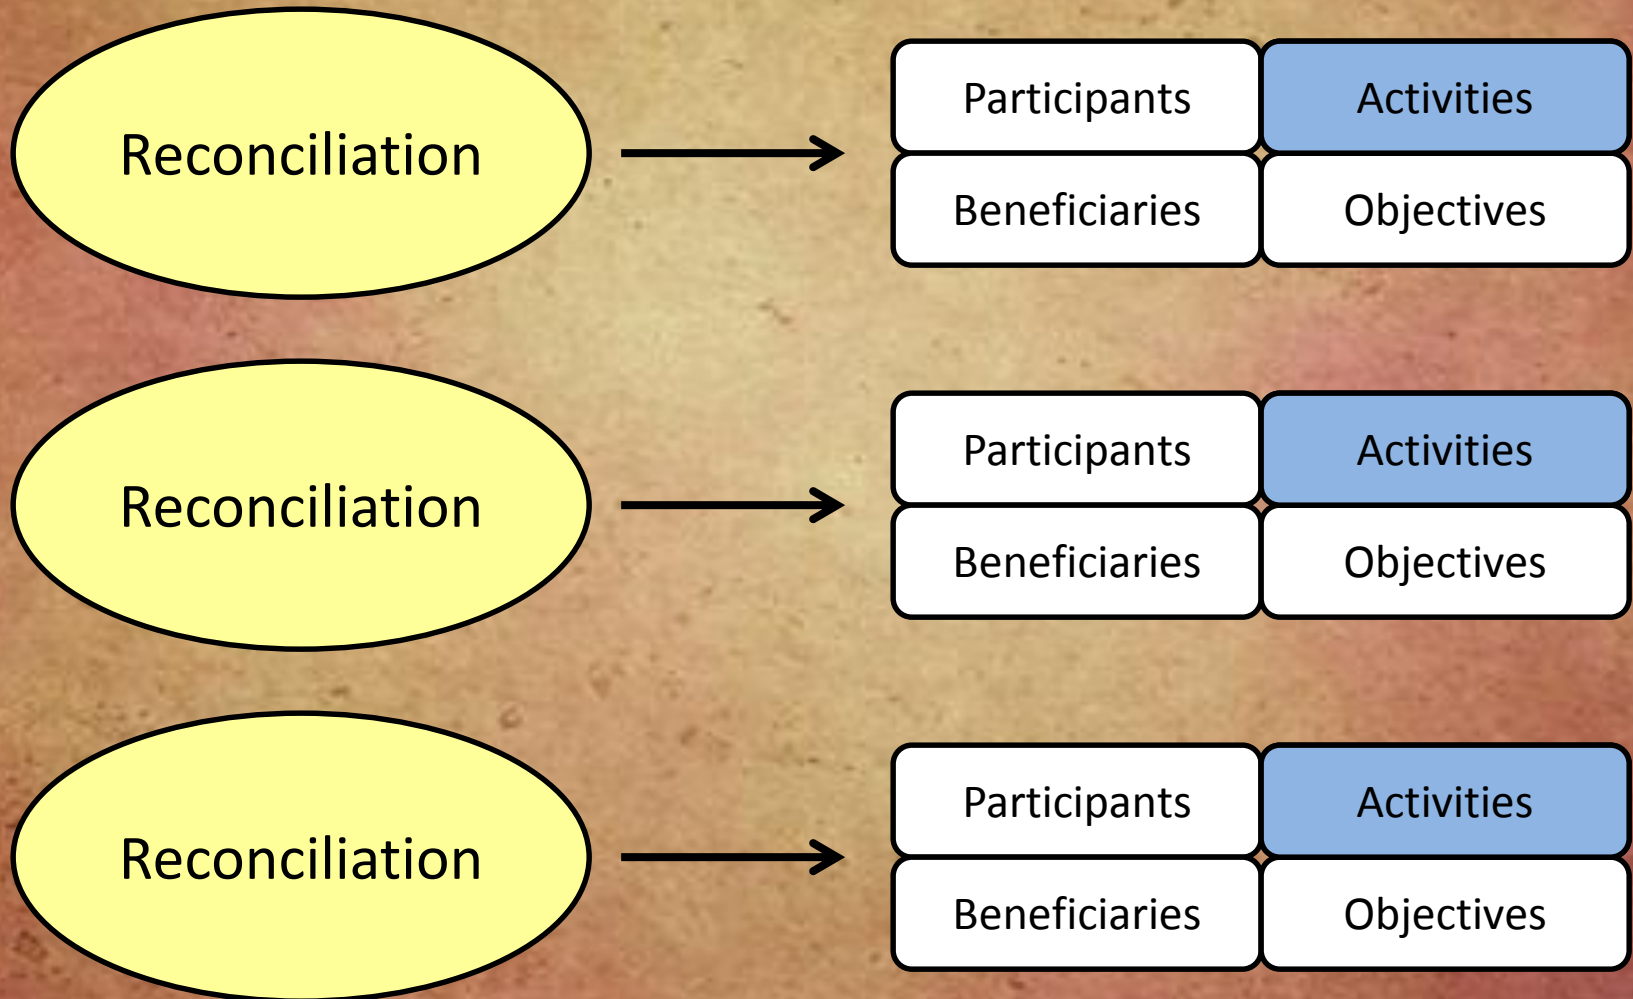 Reconciliation
Participants Activities
Beneficiaries Objectives
Reconciliation
Participants Activities
Beneficiaries Objectives
Reconciliation
Participants Activities
Beneficiaries Objectives